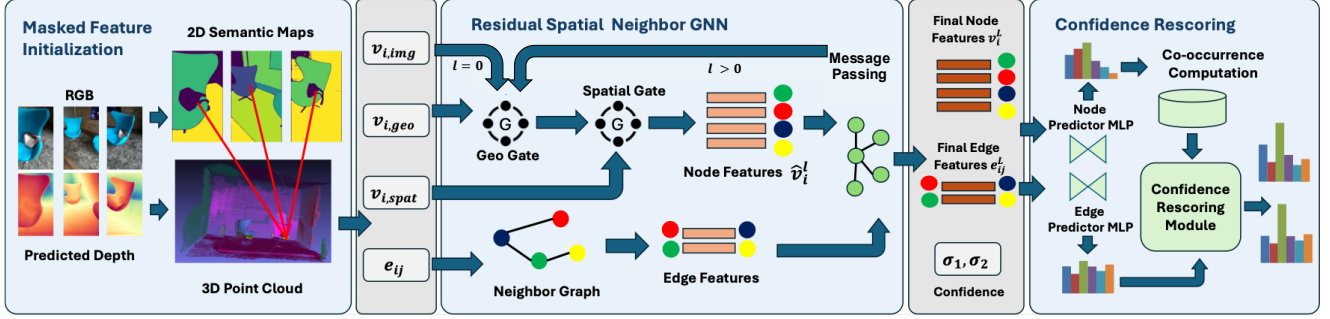 Masked Feature
Initialization
2D Semantic Maps
RGB
Predicted Depth
3D Point Cloud
v_{i,img}
v_{i,geo}
v_{i,spat}
e_{ij}
Residual Spatial Neighbor GNN
l = 0
l > 0
Message
Passing
Spatial Gate
G
G
Geo Gate
Node Features v̂_i^l
Neighbor Graph
Edge Features
Final Node
Features v_i^L
Final Edge
Features e_{ij}^L
σ_1, σ_2
Confidence
Confidence Rescoring
Co-occurrence
Computation
Node
Predictor MLP
Edge
Predictor MLP
Confidence
Rescoring
Module